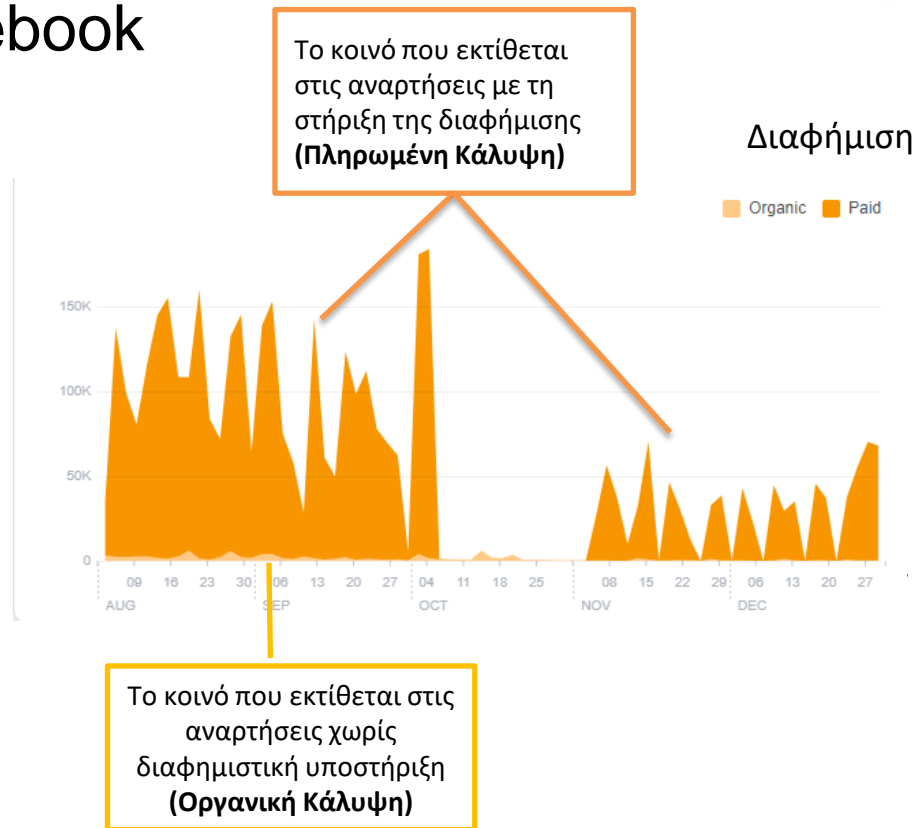 ebook
Το κοινό που εκτίθεται
στις αναρτήσεις με τη
στήριξη της διαφήμισης
(Πληρωμένη Κάλυψη)
Διαφήμιση
Organic Paid
150K
100K
50K
0
09 16 23 30 06 13 20 27 04 11 18 25 08 15 22 29 06 13 20 27
AUG SEP OCT NOV DEC
Το κοινό που εκτίθεται στις
αναρτήσεις χωρίς
διαφημιστική υποστήριξη
(Οργανική Κάλυψη)